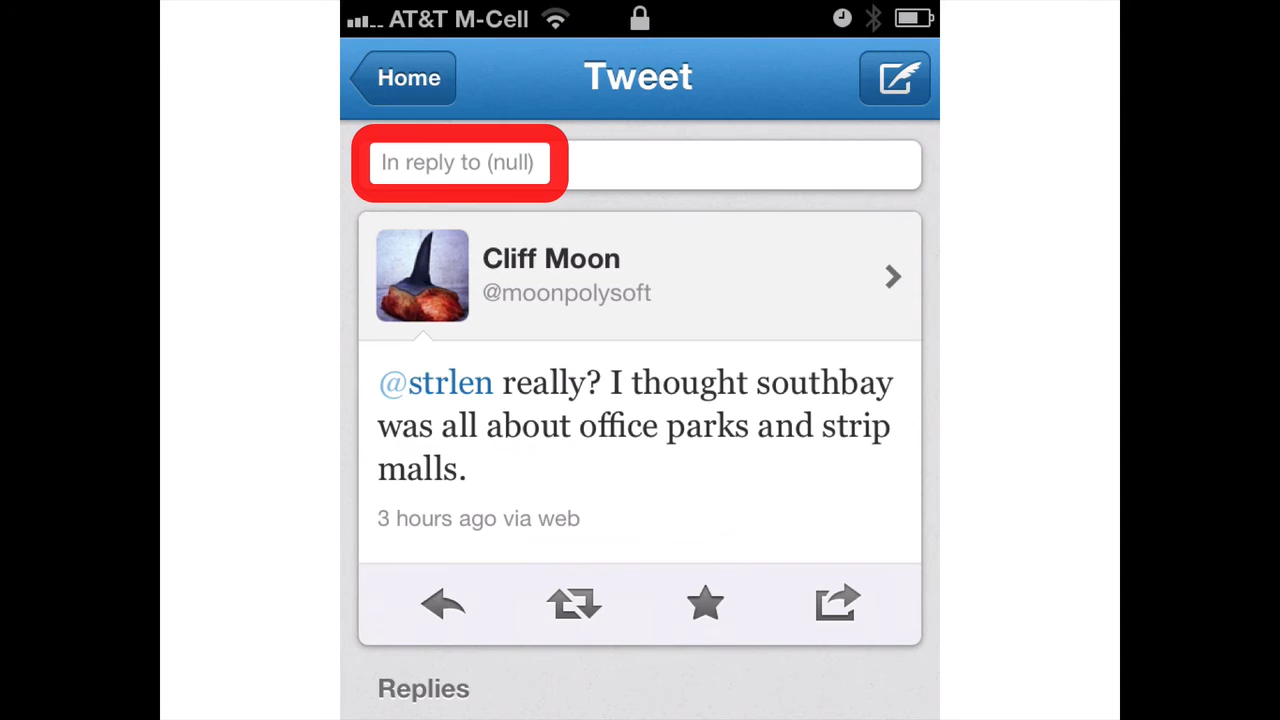 AT&T M-Cell
Home
Tweet
In reply to (null)
Cliff Moon
@moonpolysoft
@strlen really? I thought southbay
was all about office parks and strip
malls.
3 hours ago via web
Replies